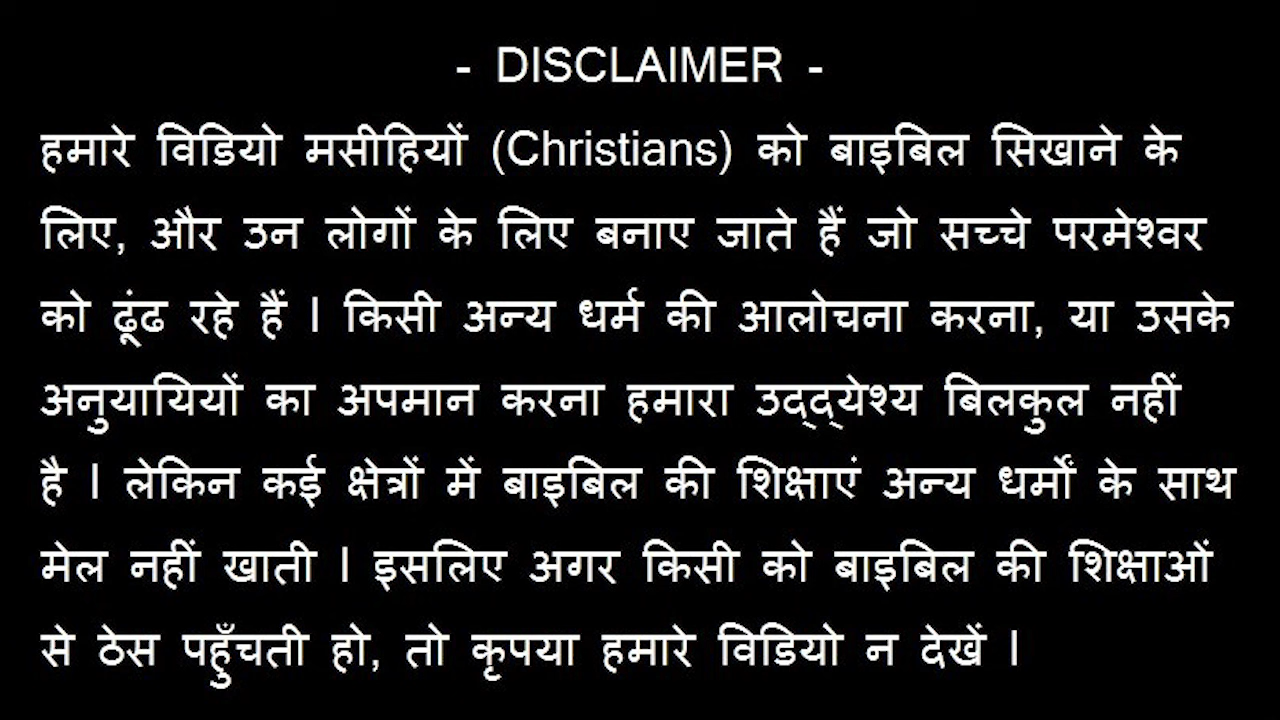 - DISCLAIMER -
हमारे विडियो मसीहियों (Christians) को बाइबिल सिखाने के
लिए, और उन लोगों के लिए बनाए जाते हैं जो सच्चे परमेश्वर
को ढूंढ रहे हैं । किसी अन्य धर्म की आलोचना करना, या उसके
अनुयायियों का अपमान करना हमारा उद्द्येश्य बिलकुल नहीं
है । लेकिन कई क्षेत्रों में बाइबिल की शिक्षाएं अन्य धर्मों के साथ
मेल नहीं खाती । इसलिए अगर किसी को बाइबिल की शिक्षाओं
से ठेस पहुँचती हो, तो कृपया हमारे विडियो न देखें ।